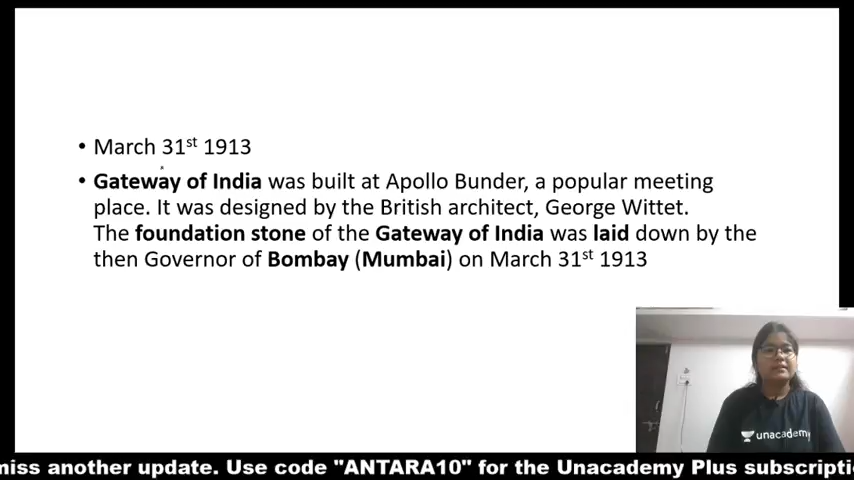 • March 31st 1913
• Gateway of India was built at Apollo Bunder, a popular meeting
place. It was designed by the British architect, George Wittet.
The foundation stone of the Gateway of India was laid down by the
then Governor of Bombay (Mumbai) on March 31st 1913
unacademy
miss another update. Use code "ANTARA10" for the Unacademy Plus subscripti